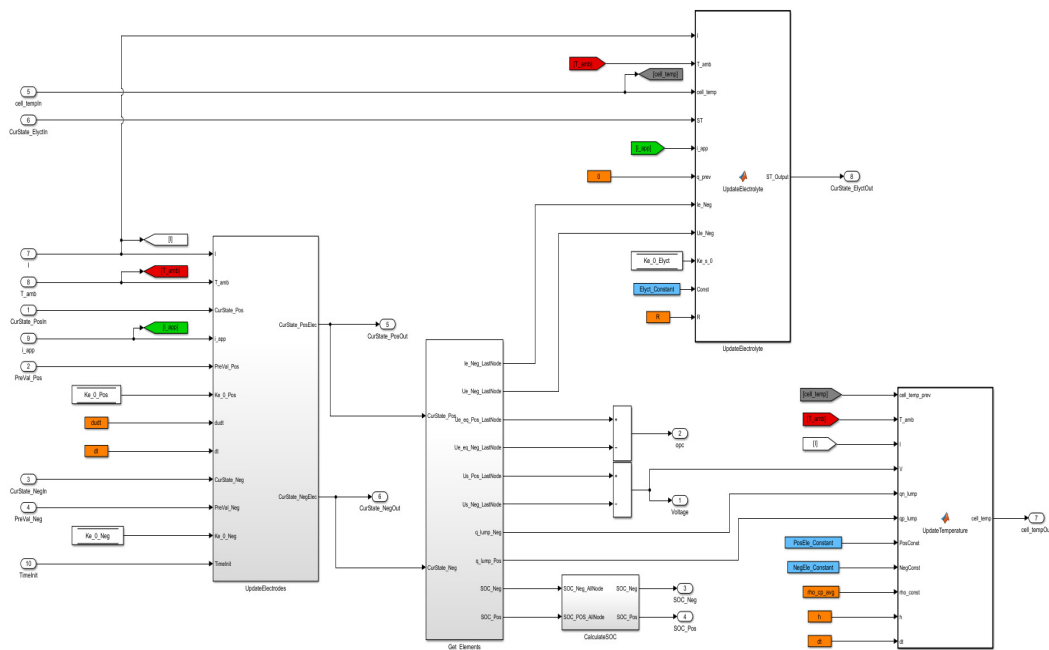 I
[T_amb]
T_amb
[cell_temp]
5
cell_tempIn
cell_temp
6
CurState_ElyctIn
ST
[i_app]
i_app
0
q_prev
UpdateElectrolyte
ST_Output
8
CurState_ElyctOut
Ie_Neg
Ue_Neg
Ke_0_Elyct
Ke_s_0
Elyct_Constant
Const
R
R
UpdateElectrolyte
[I]
7
I
I
[T_amb]
8
T_amb
T_amb
1
CurState_PosIn
CurState_Pos
[i_app]
9
i_app
i_app
2
PreVal_Pos
PreVal_Pos
Ke_0_Pos
Ke_0_Pos
dudt
dudt
dt
dt
3
CurState_NegIn
CurState_Neg
4
PreVal_Neg
PreVal_Neg
Ke_0_Neg
Ke_0_Neg
10
TimeInit
TimeInit
CurState_PosElec
5
CurState_PosOut
CurState_NegElec
6
CurState_NegOut
UpdateElectrodes
CurState_Pos
CurState_Neg
Ie_Neg_LastNode
Ue_Neg_LastNode
Ue_eq_Pos_LastNode
Ue_eq_Neg_LastNode
Us_Pos_LastNode
Us_Neg_LastNode
q_lump_Neg
q_lump_Pos
SOC_Neg
SOC_Pos
Get Elements
+
−
2
opc
+
−
1
Voltage
SOC_Neg_AllNode
SOC_Neg
3
SOC_Neg
SOC_POS_AllNode
SOC_Pos
4
SOC_Pos
CalculateSOC
[cell_temp]
cell_temp_prev
[T_amb]
T_amb
[I]
I
V
qn_lump
qp_lump
UpdateTemperature
cell_temp
7
cell_tempOu
PosEle_Constant
PosConst
NegEle_Constant
NegConst
rho_cp_avg
rho_const
h
h
dt
dt
UpdateTemperature